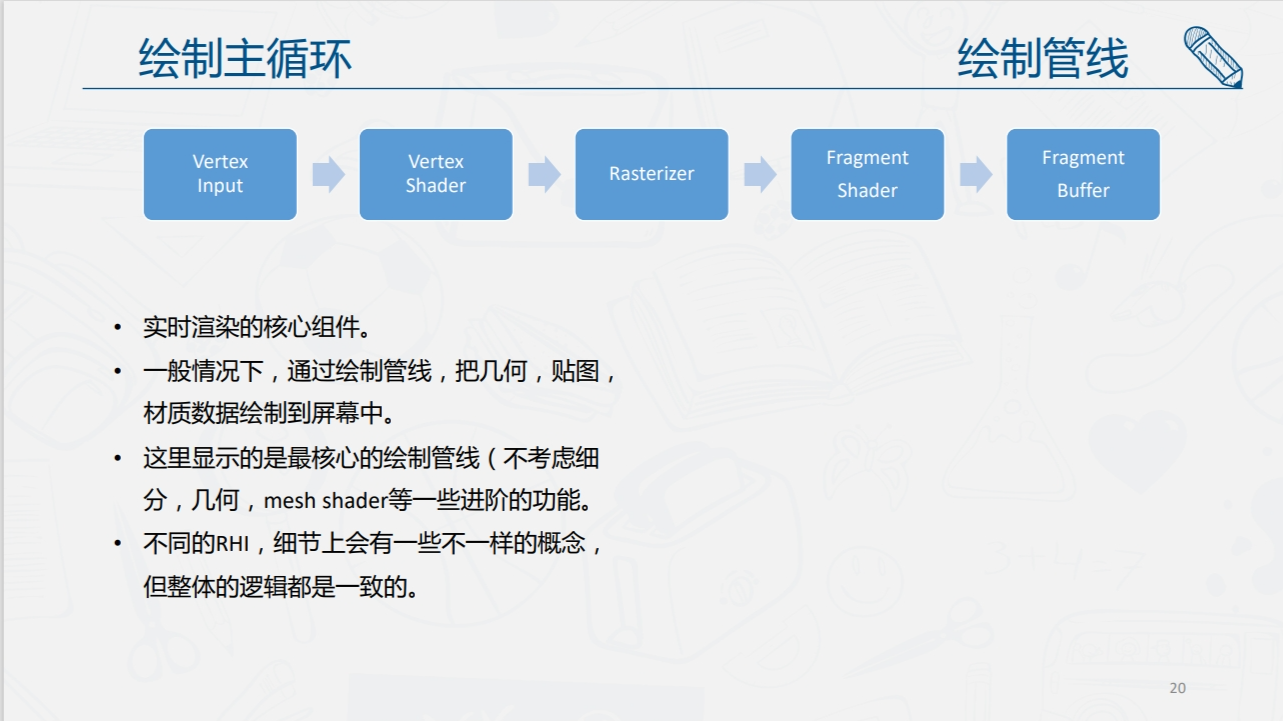 绘制主循环
绘制管线
Vertex
Input
Vertex
Shader
Rasterizer
Fragment
Shader
Fragment
Buffer
• 实时渲染的核心组件。
• 一般情况下，通过绘制管线，把几何，贴图，
材质数据绘制到屏幕中。
• 这里显示的是最核心的绘制管线（不考虑细
分，几何，mesh shader等一些进阶的功能。
• 不同的RHI，细节上会有一些不一样的概念，
但整体的逻辑都是一致的。
20